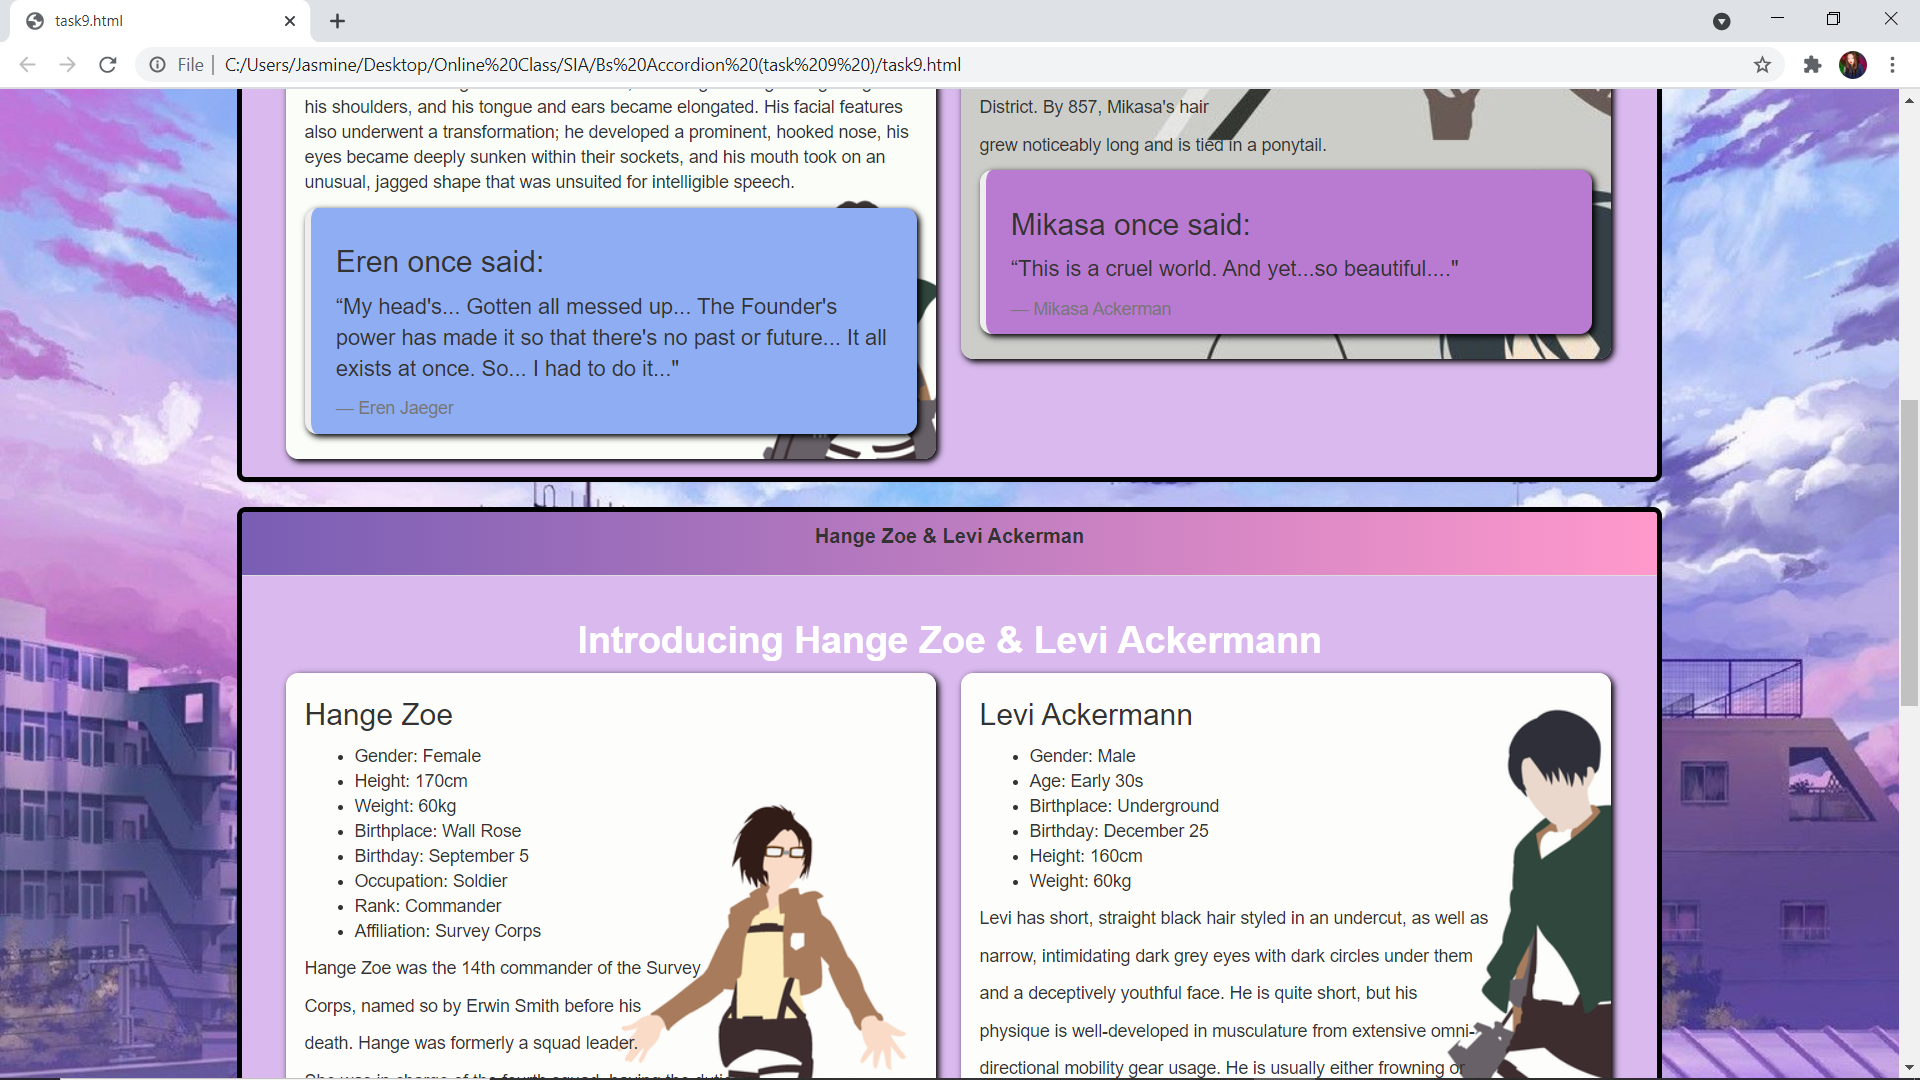 task9.html
File
C:/Users/Jasmine/Desktop/Online%20Class/SIA/Bs%20Accordion%20(task%209%20)/task9.html
his shoulders, and his tongue and ears became elongated. His facial features
also underwent a transformation; he developed a prominent, hooked nose, his
eyes became deeply sunken within their sockets, and his mouth took on an
unusual, jagged shape that was unsuited for intelligible speech.
Eren once said:
“My head's... Gotten all messed up... The Founder's
power has made it so that there's no past or future... It all
exists at once. So... I had to do it..."
— Eren Jaeger
District. By 857, Mikasa's hair
grew noticeably long and is tied in a ponytail.
Mikasa once said:
“This is a cruel world. And yet...so beautiful...."
— Mikasa Ackerman
Hange Zoe & Levi Ackerman
Introducing Hange Zoe & Levi Ackermann
Hange Zoe
• Gender: Female
• Height: 170cm
• Weight: 60kg
• Birthplace: Wall Rose
• Birthday: September 5
• Occupation: Soldier
• Rank: Commander
• Affiliation: Survey Corps
Hange Zoe was the 14th commander of the Survey
Corps, named so by Erwin Smith before his
death. Hange was formerly a squad leader.
Levi Ackermann
• Gender: Male
• Age: Early 30s
• Birthplace: Underground
• Birthday: December 25
• Height: 160cm
• Weight: 60kg
Levi has short, straight black hair styled in an undercut, as well as
narrow, intimidating dark grey eyes with dark circles under them
and a deceptively youthful face. He is quite short, but his
physique is well-developed in musculature from extensive omni-
directional mobility gear usage. He is usually either frowning or